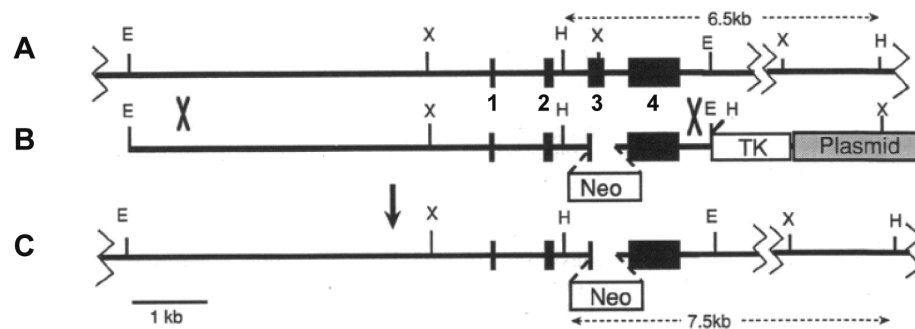 6.5kb
A E X H X E X H
1 2 3 4
B E X H E H X
Neo TK Plasmid
C E X H E X H
Neo
1 kb 7.5kb